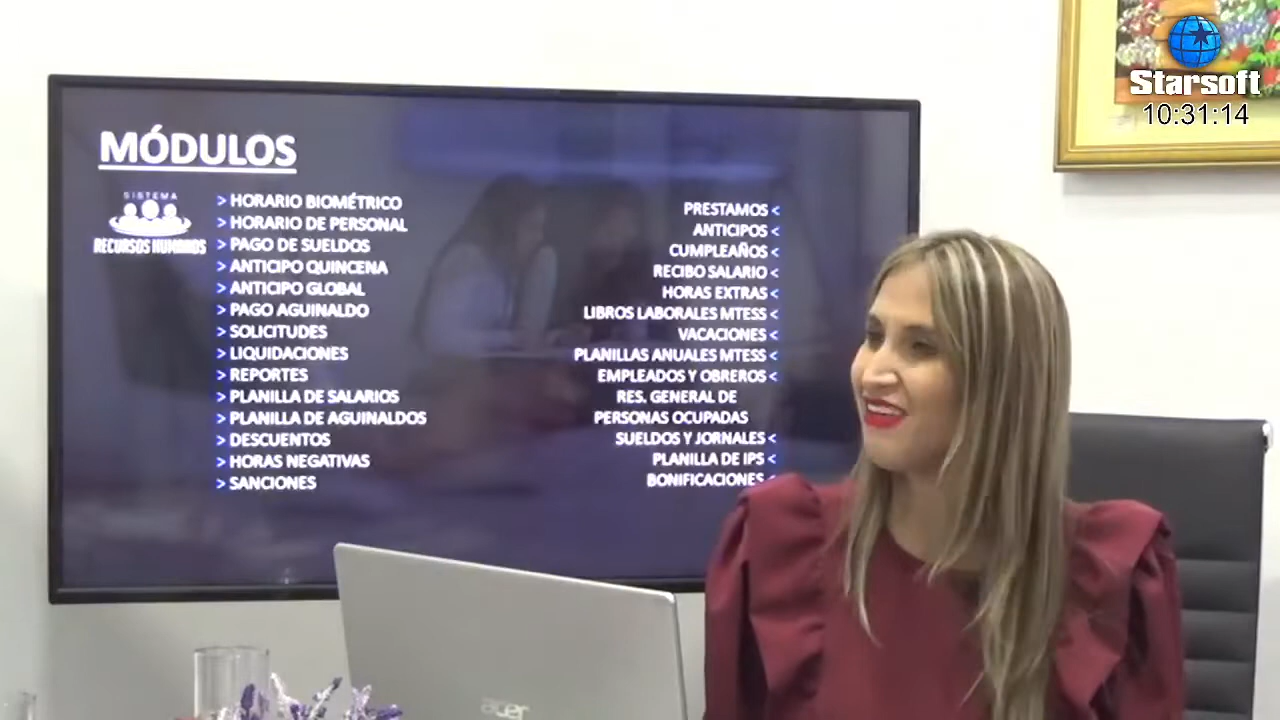 Starsoft
10:31:14
MÓDULOS
SISTEMA
RECURSOS HUMANOS
> HORARIO BIOMÉTRICO
> HORARIO DE PERSONAL
> PAGO DE SUELDOS
> ANTICIPO QUINCENA
> ANTICIPO GLOBAL
> PAGO AGUINALDO
> SOLICITUDES
> LIQUIDACIONES
> REPORTES
> PLANILLA DE SALARIOS
> PLANILLA DE AGUINALDOS
> DESCUENTOS
> HORAS NEGATIVAS
> SANCIONES
PRESTAMOS <
ANTICIPOS <
CUMPLEAÑOS <
RECIBO SALARIO <
HORAS EXTRAS <
LIBROS LABORALES MTESS <
VACACIONES <
PLANILLAS ANUALES MTESS <
EMPLEADOS Y OBREROS <
RES. GENERAL DE
PERSONAS OCUPADAS
SUELDOS Y JORNALES <
PLANILLA DE IPS <
BONIFICACIONES <
acer